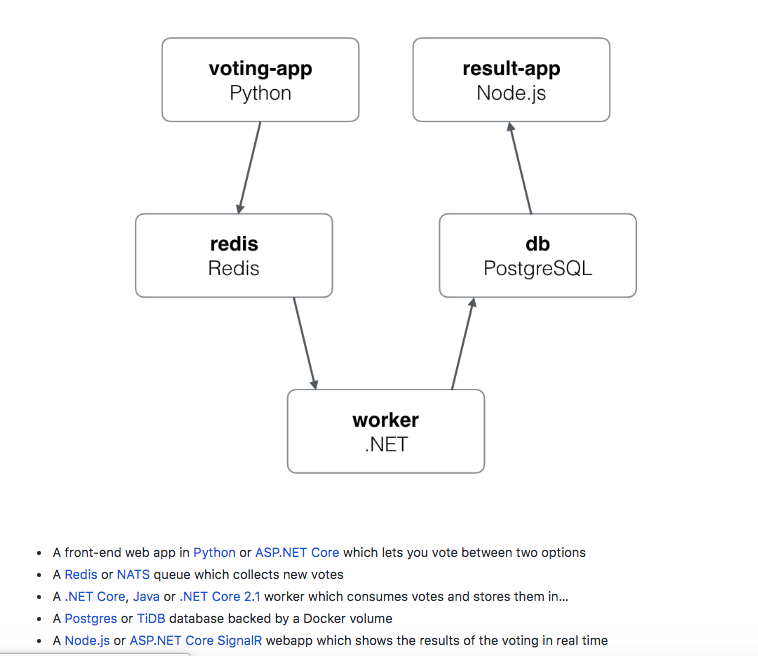 voting-app
Python
result-app
Node.js
redis
Redis
db
PostgreSQL
worker
.NET
• A front-end web app in Python or ASP.NET Core which lets you vote between two options
• A Redis or NATS queue which collects new votes
• A .NET Core, Java or .NET Core 2.1 worker which consumes votes and stores them in…
• A Postgres or TiDB database backed by a Docker volume
• A Node.js or ASP.NET Core SignalR webapp which shows the results of the voting in real time